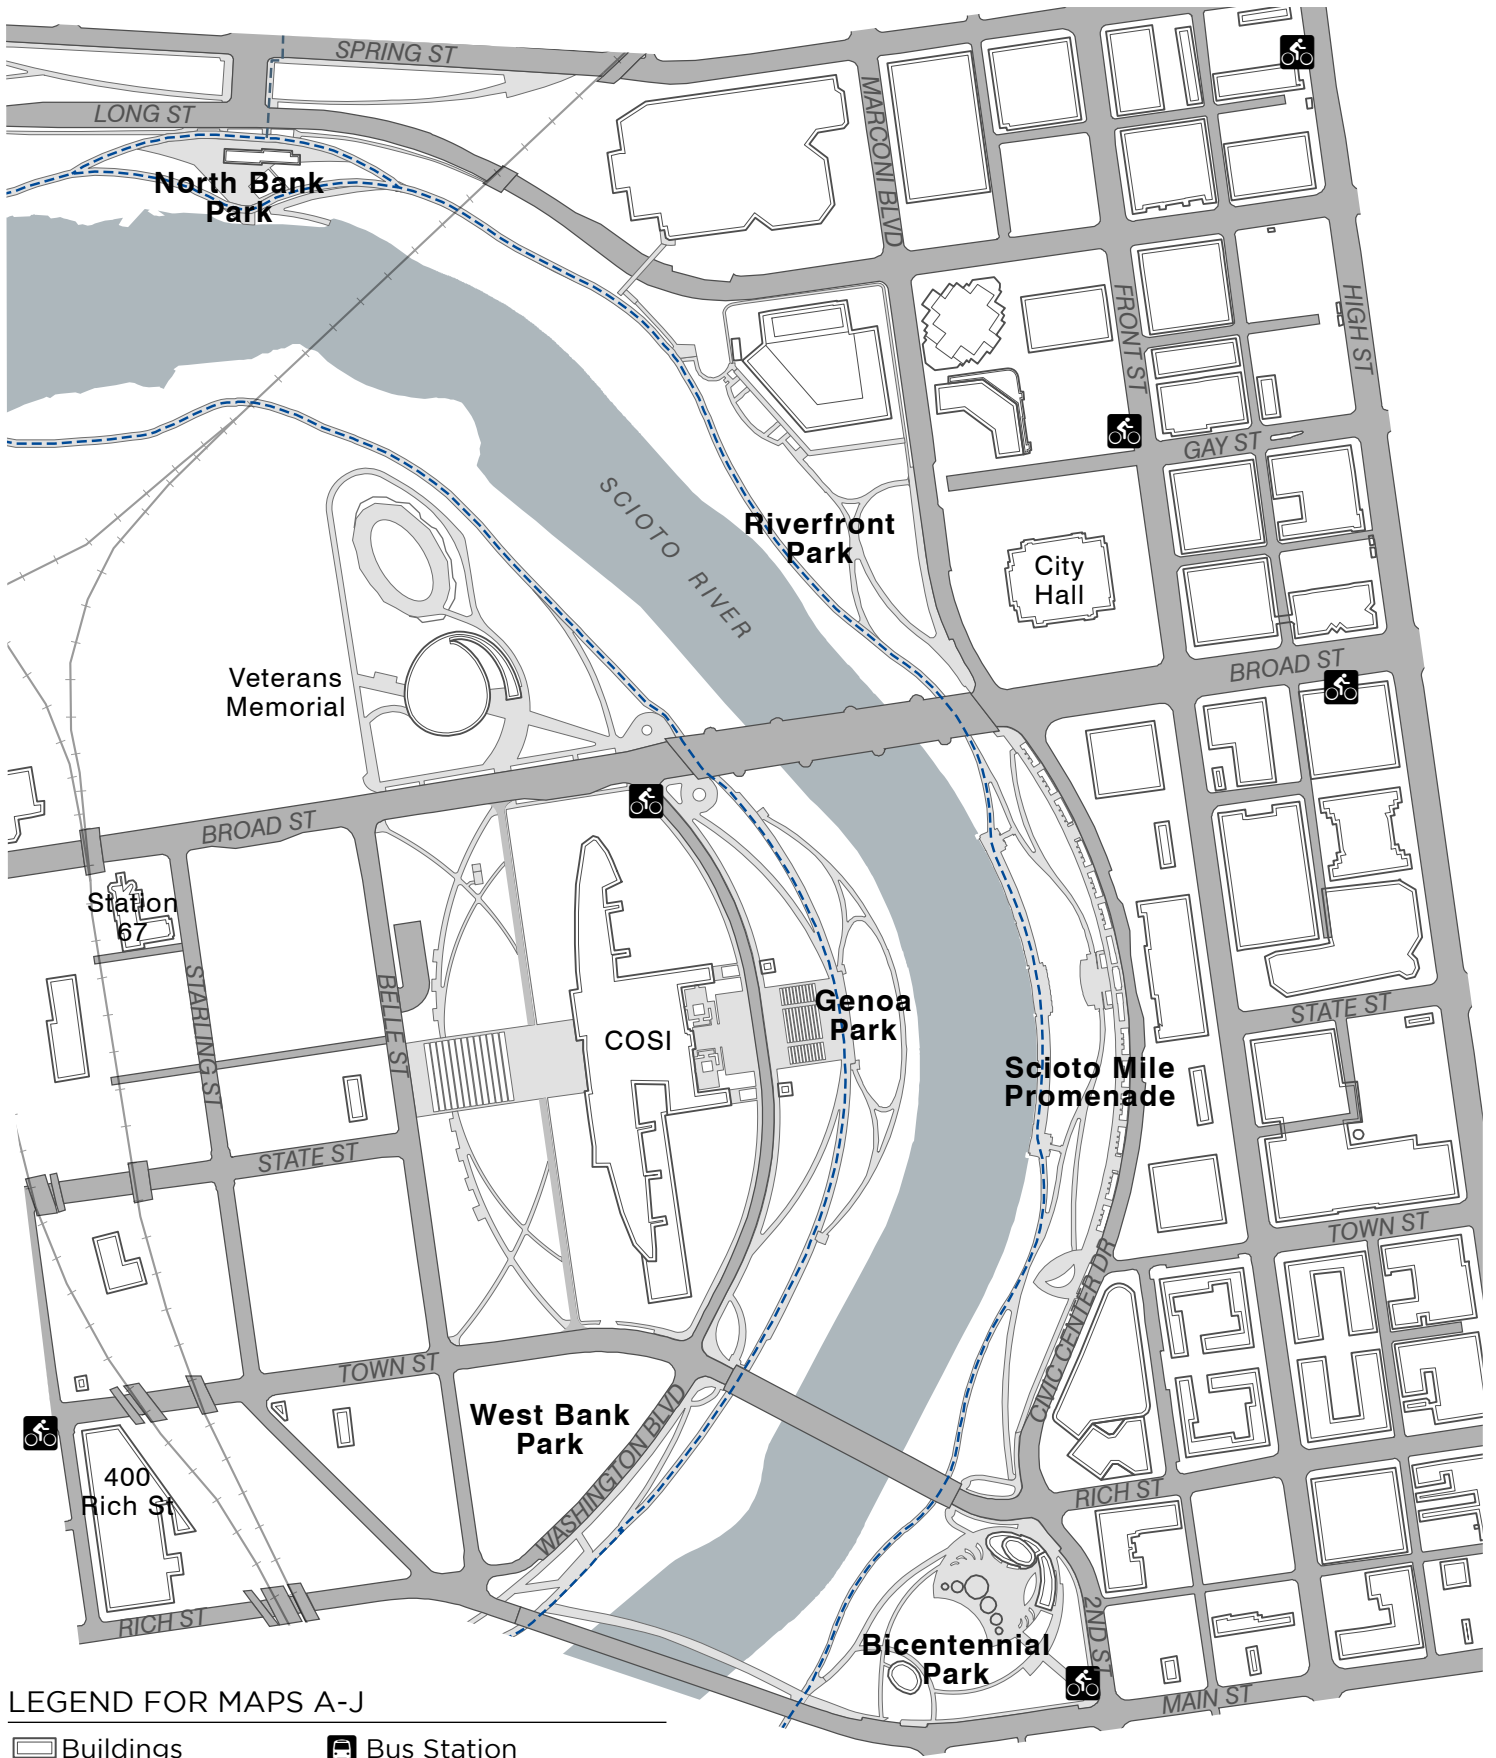 SPRING ST
LONG ST
MARCONI BLVD
North Bank
Park
FRONT ST
HIGH ST
GAY ST
SCIOTO RIVER
Riverfront
Park
City
Hall
BROAD ST
Veterans
Memorial
BROAD ST
Station
67
STARLING ST
BELLE ST
COSI
Genoa
Park
STATE ST
Scioto Mile
Promenade
STATE ST
TOWN ST
CIVIC CENTER DR
TOWN ST
West Bank
Park
WASHINGTON BLVD
400
Rich St
RICH ST
RICH ST
2ND ST
Bicentennial
Park
MAIN ST
LEGEND FOR MAPS A-J
Buildings
Bus Station